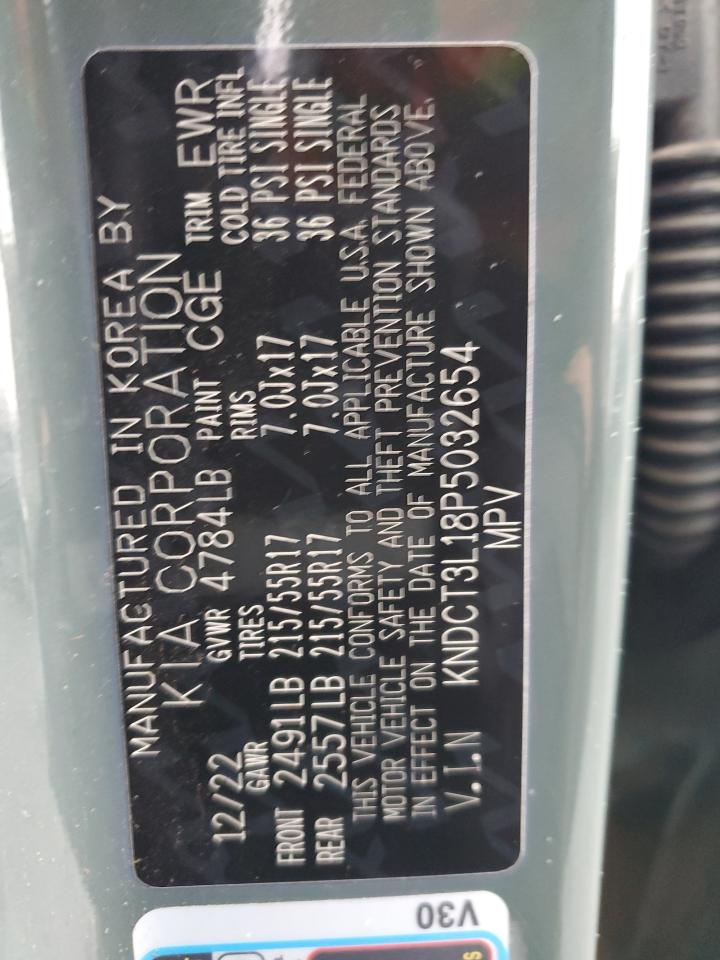 MANUFACTURED IN KOREA BY
KIA CORPORATION
12/22 GVWR 4784LB PAINT CGE TRIM EWR
GAWR TIRES RIMS COLD TIRE INFL
FRONT 2491LB 215/55R17 7.0Jx17 36 PSI SINGLE
REAR 2557LB 215/55R17 7.0Jx17 36 PSI SINGLE
THIS VEHICLE CONFORMS TO ALL APPLICABLE U.S.A. FEDERAL
MOTOR VEHICLE SAFETY AND THEFT PREVENTION STANDARDS
IN EFFECT ON THE DATE OF MANUFACTURE SHOWN ABOVE.
V.I.N KNDCT3L18P5032654
MPV
V30